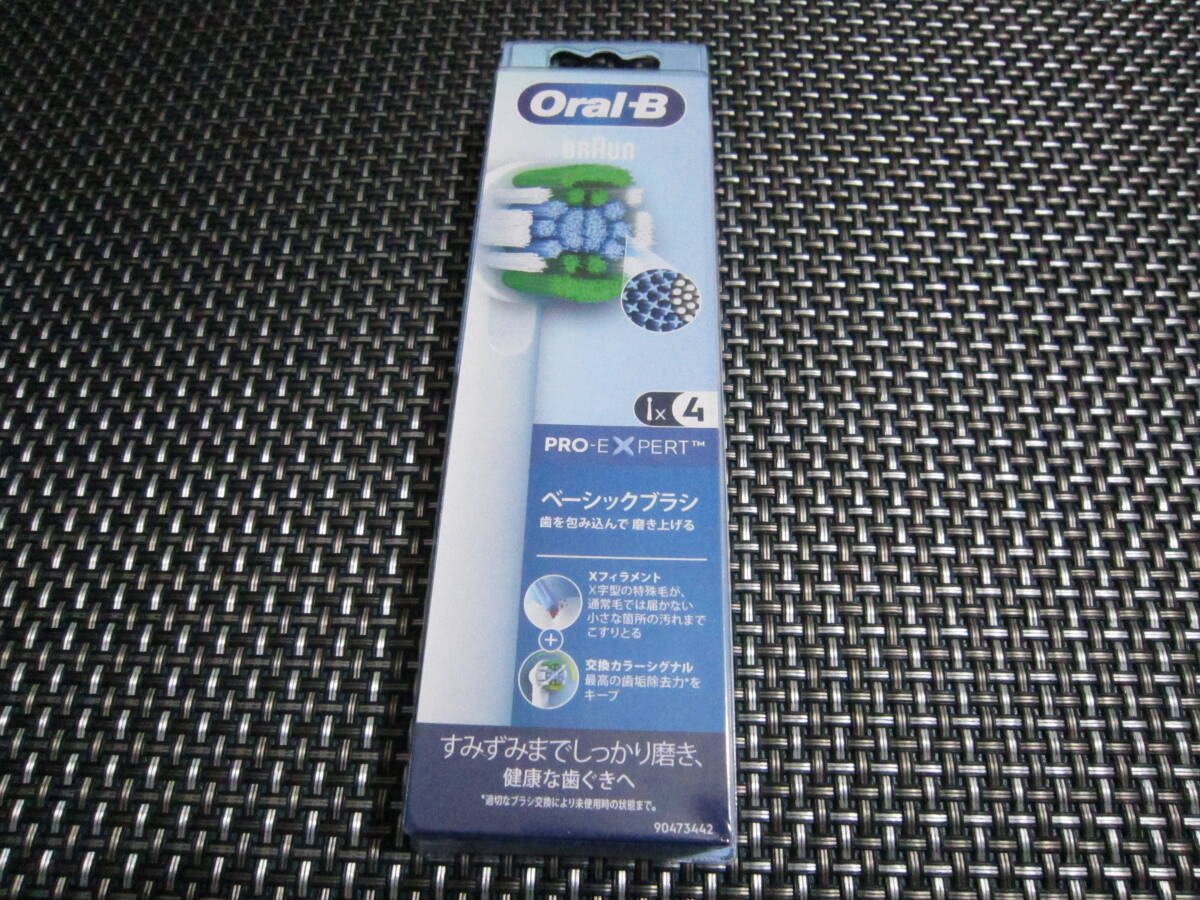 Oral-B
BRAUN
1x 4
PRO-EXPERT™
ベーシックブラシ
歯を包み込んで 磨き上げる
Xフィラメント
X字型の特殊毛が、
通常毛では届かない
小さな箇所の汚れまで
こすりとる
+
交換カラーシグナル
最高の歯垢除去力*を
キープ
すみずみまでしっかり磨き、
健康な歯ぐきへ
*適切なブラシ交換により未使用時の状態まで。
90473442